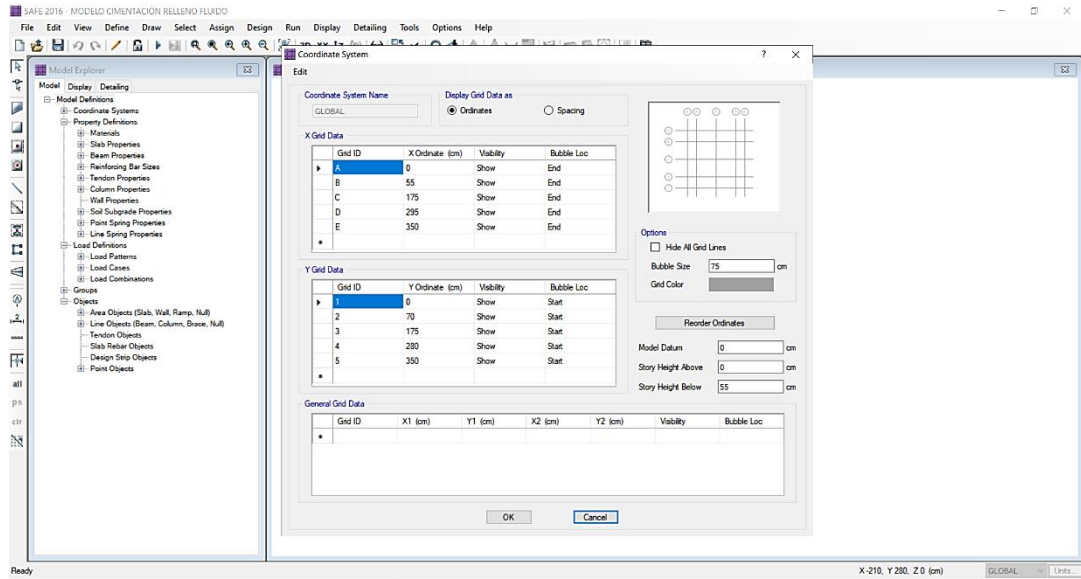 SAFE 2016 - MODELO CIMENTACIÓN RELLENO FLUIDO
File Edit View Define Draw Select Assign Design Run Display Detailing Tools Options Help
Model Explorer
Model Display Detailing
Model Definitions
Coordinate Systems
Property Definitions
Materials
Slab Properties
Beam Properties
Reinforcing Bar Sizes
Tendon Properties
Column Properties
Wall Properties
Soil Subgrade Properties
Point Spring Properties
Line Spring Properties
Load Definitions
Load Patterns
Load Cases
Load Combinations
Groups
Objects
Area Objects (Slab, Wall, Ramp, Null)
Line Objects (Beam, Column, Brace, Null)
Tendon Objects
Slab Rebar Objects
Design Strip Objects
Point Objects
all
ps
clr
Coordinate System ?
Edit
Coordinate System Name
GLOBAL
Display Grid Data as
Ordinates Spacing
X Grid Data
Grid ID X Ordinate (cm) Visibility Bubble Loc
A 0 Show End
B 55 Show End
C 175 Show End
D 295 Show End
E 350 Show End
Y Grid Data
Grid ID Y Ordinate (cm) Visibility Bubble Loc
1 0 Show Start
2 70 Show Start
3 175 Show Start
4 280 Show Start
5 350 Show Start
Options
Hide All Grid Lines
Bubble Size 75 cm
Grid Color
Reorder Ordinates
Model Datum 0 cm
Story Height Above 0 cm
Story Height Below 55 cm
General Grid Data
Grid ID X1 (cm) Y1 (cm) X2 (cm) Y2 (cm) Visibility Bubble Loc
OK Cancel
Ready X -210, Y 280, Z 0 (cm) GLOBAL Units...